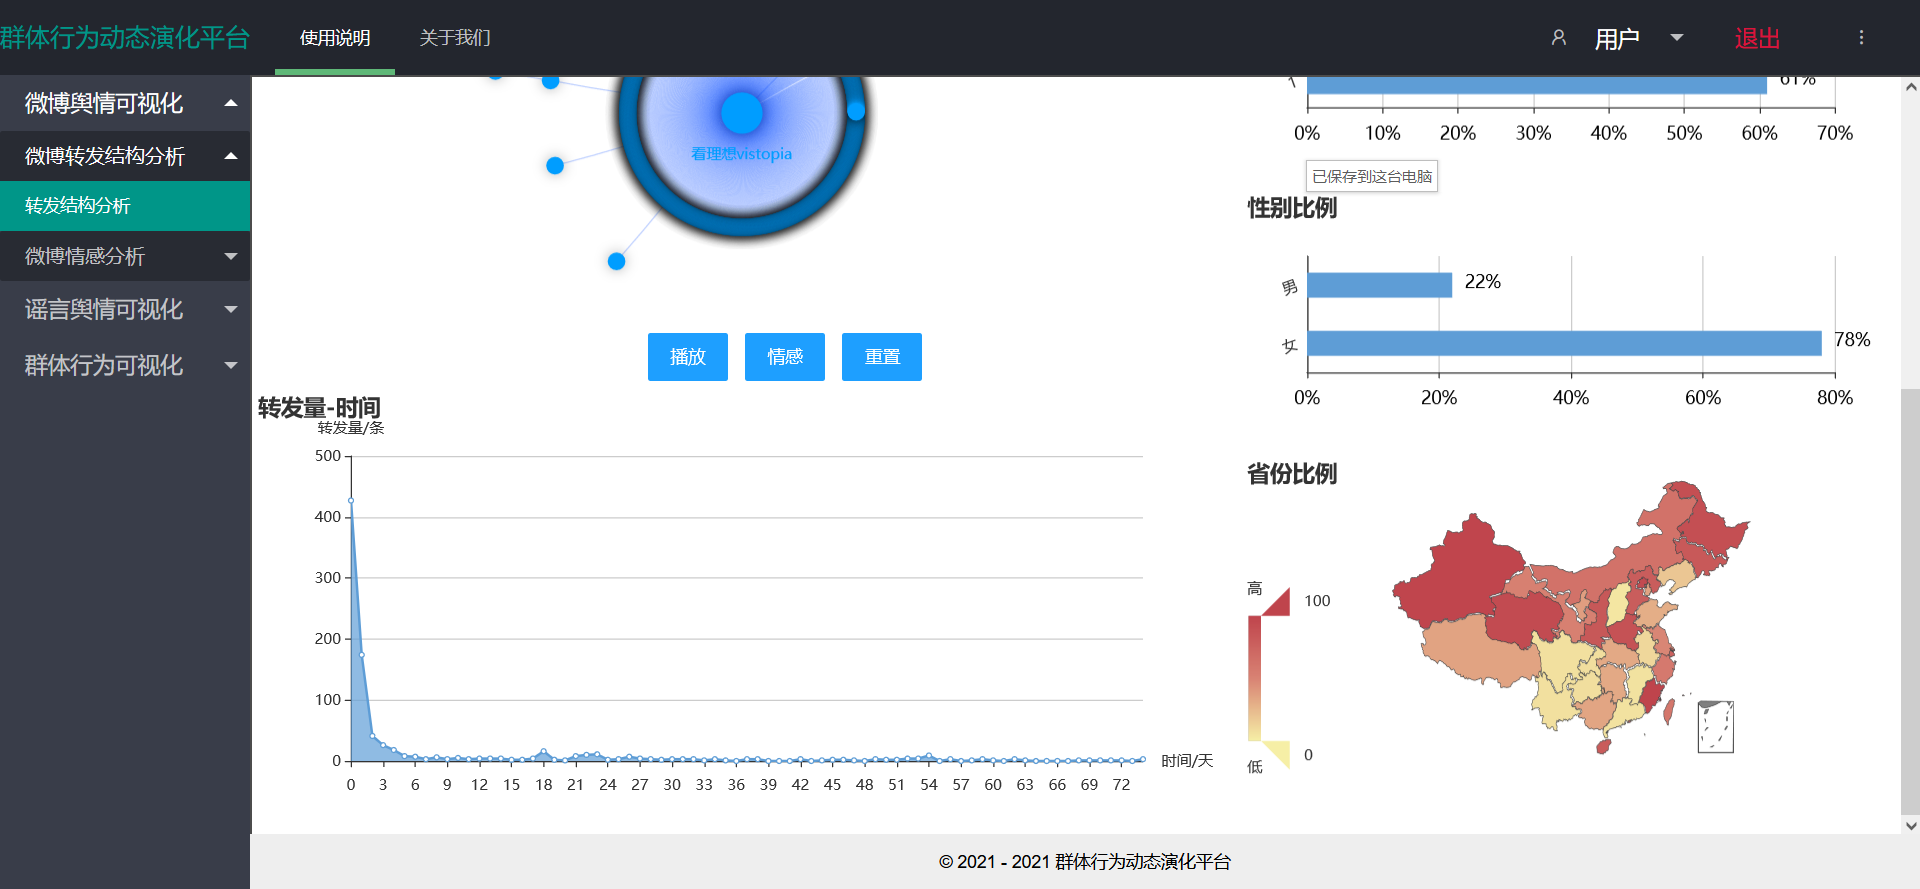 群体行为动态演化平台
使用说明
关于我们
用户
退出
微博舆情可视化
微博转发结构分析
转发结构分析
微博情感分析
谣言舆情可视化
群体行为可视化
看理想vistopia
播放
情感
重置
转发量-时间
转发量/条
500
400
300
200
100
0
0 3 6 9 12 15 18 21 24 27 30 33 36 39 42 45 48 51 54 57 60 63 66 69 72
时间/天
61%
0% 10% 20% 30% 40% 50% 60% 70%
已保存到这台电脑
性别比例
男
22%
女
78%
0% 20% 40% 60% 80%
省份比例
高
100
0
低
© 2021 - 2021 群体行为动态演化平台